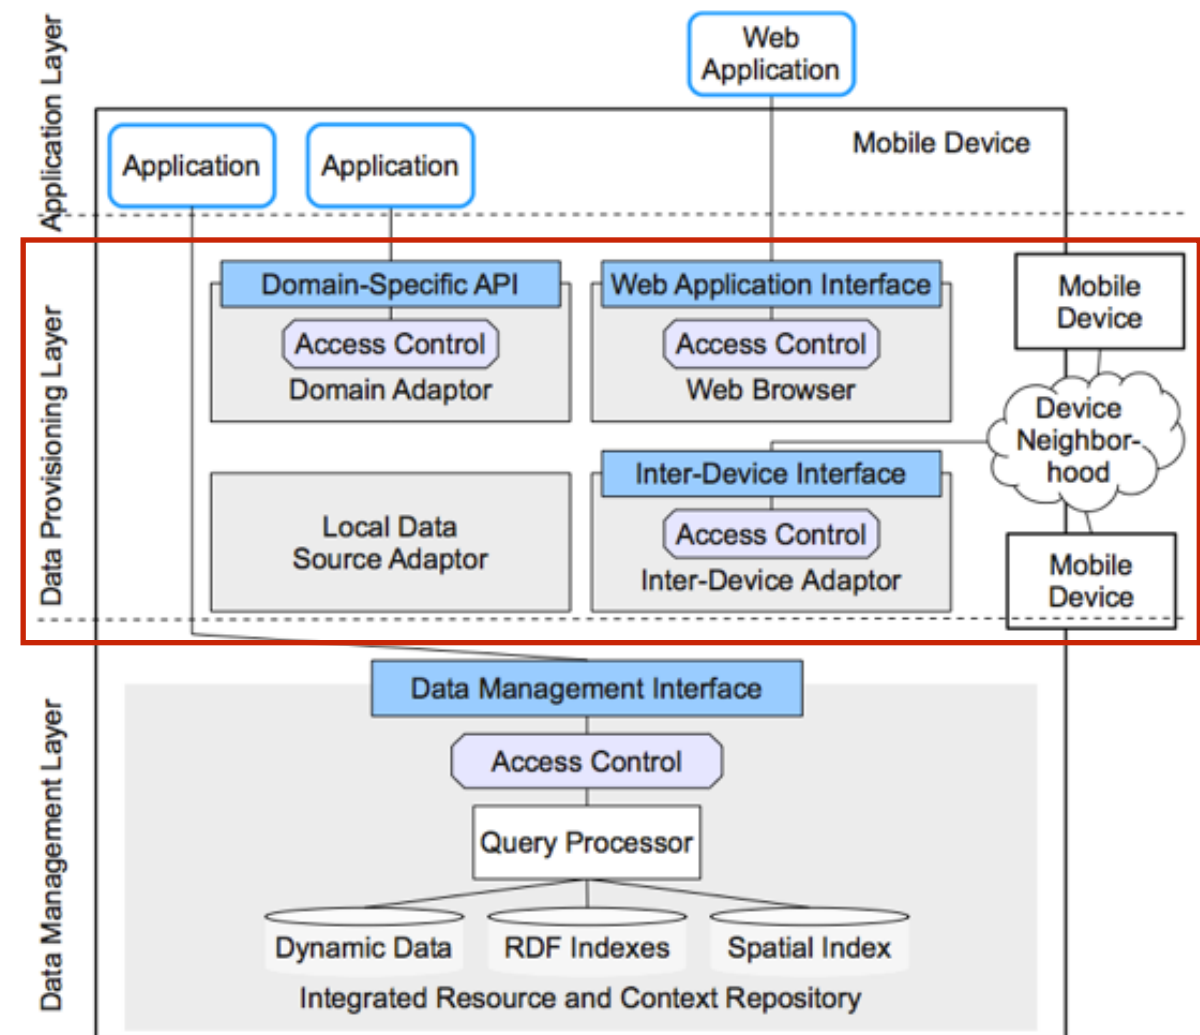 Application Layer
Web
Application
Mobile Device
Application
Application
Data Provisioning Layer
Domain-Specific API
Access Control
Domain Adaptor
Web Application Interface
Access Control
Web Browser
Mobile
Device
Device
Neighbor-
hood
Local Data
Source Adaptor
Inter-Device Interface
Access Control
Inter-Device Adaptor
Mobile
Device
Data Management Layer
Data Management Interface
Access Control
Query Processor
Dynamic Data
RDF Indexes
Spatial Index
Integrated Resource and Context Repository